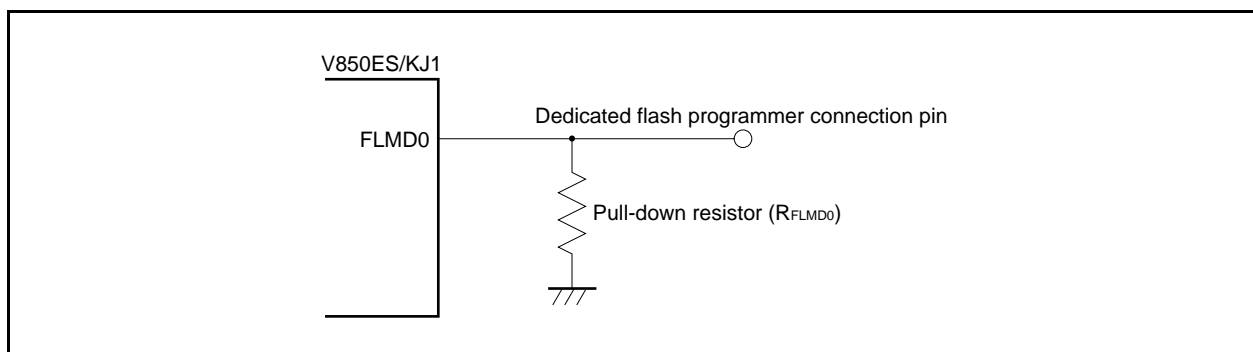 V850ES/KJ1
Dedicated flash programmer connection pin
FLMD0
Pull-down resistor (RFLMD0)